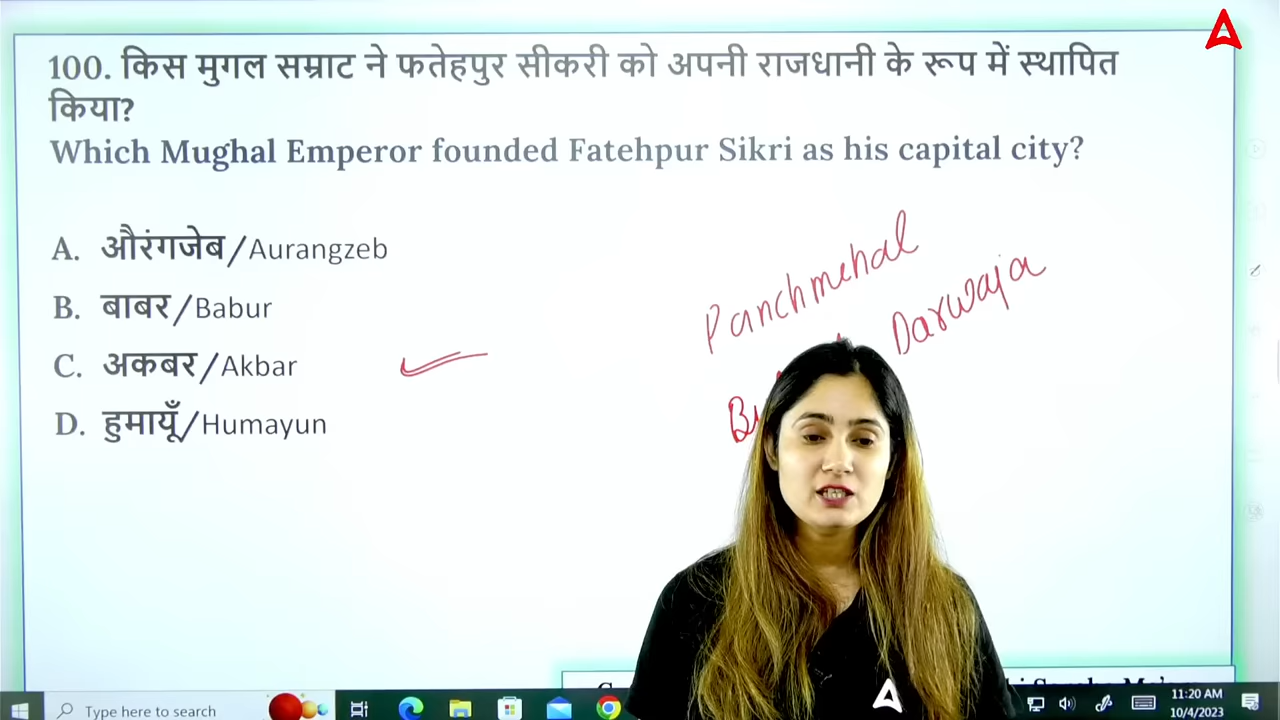 100. किस मुगल सम्राट ने फतेहपुर सीकरी को अपनी राजधानी के रूप में स्थापित
किया?
Which Mughal Emperor founded Fatehpur Sikri as his capital city?
A. औरंगजेब/Aurangzeb
B. बाबर/Babur
C. अकबर/Akbar
D. हुमायूँ/Humayun
Panchmehal
Darwaja
Type here to search
11:20 AM
10/4/2023